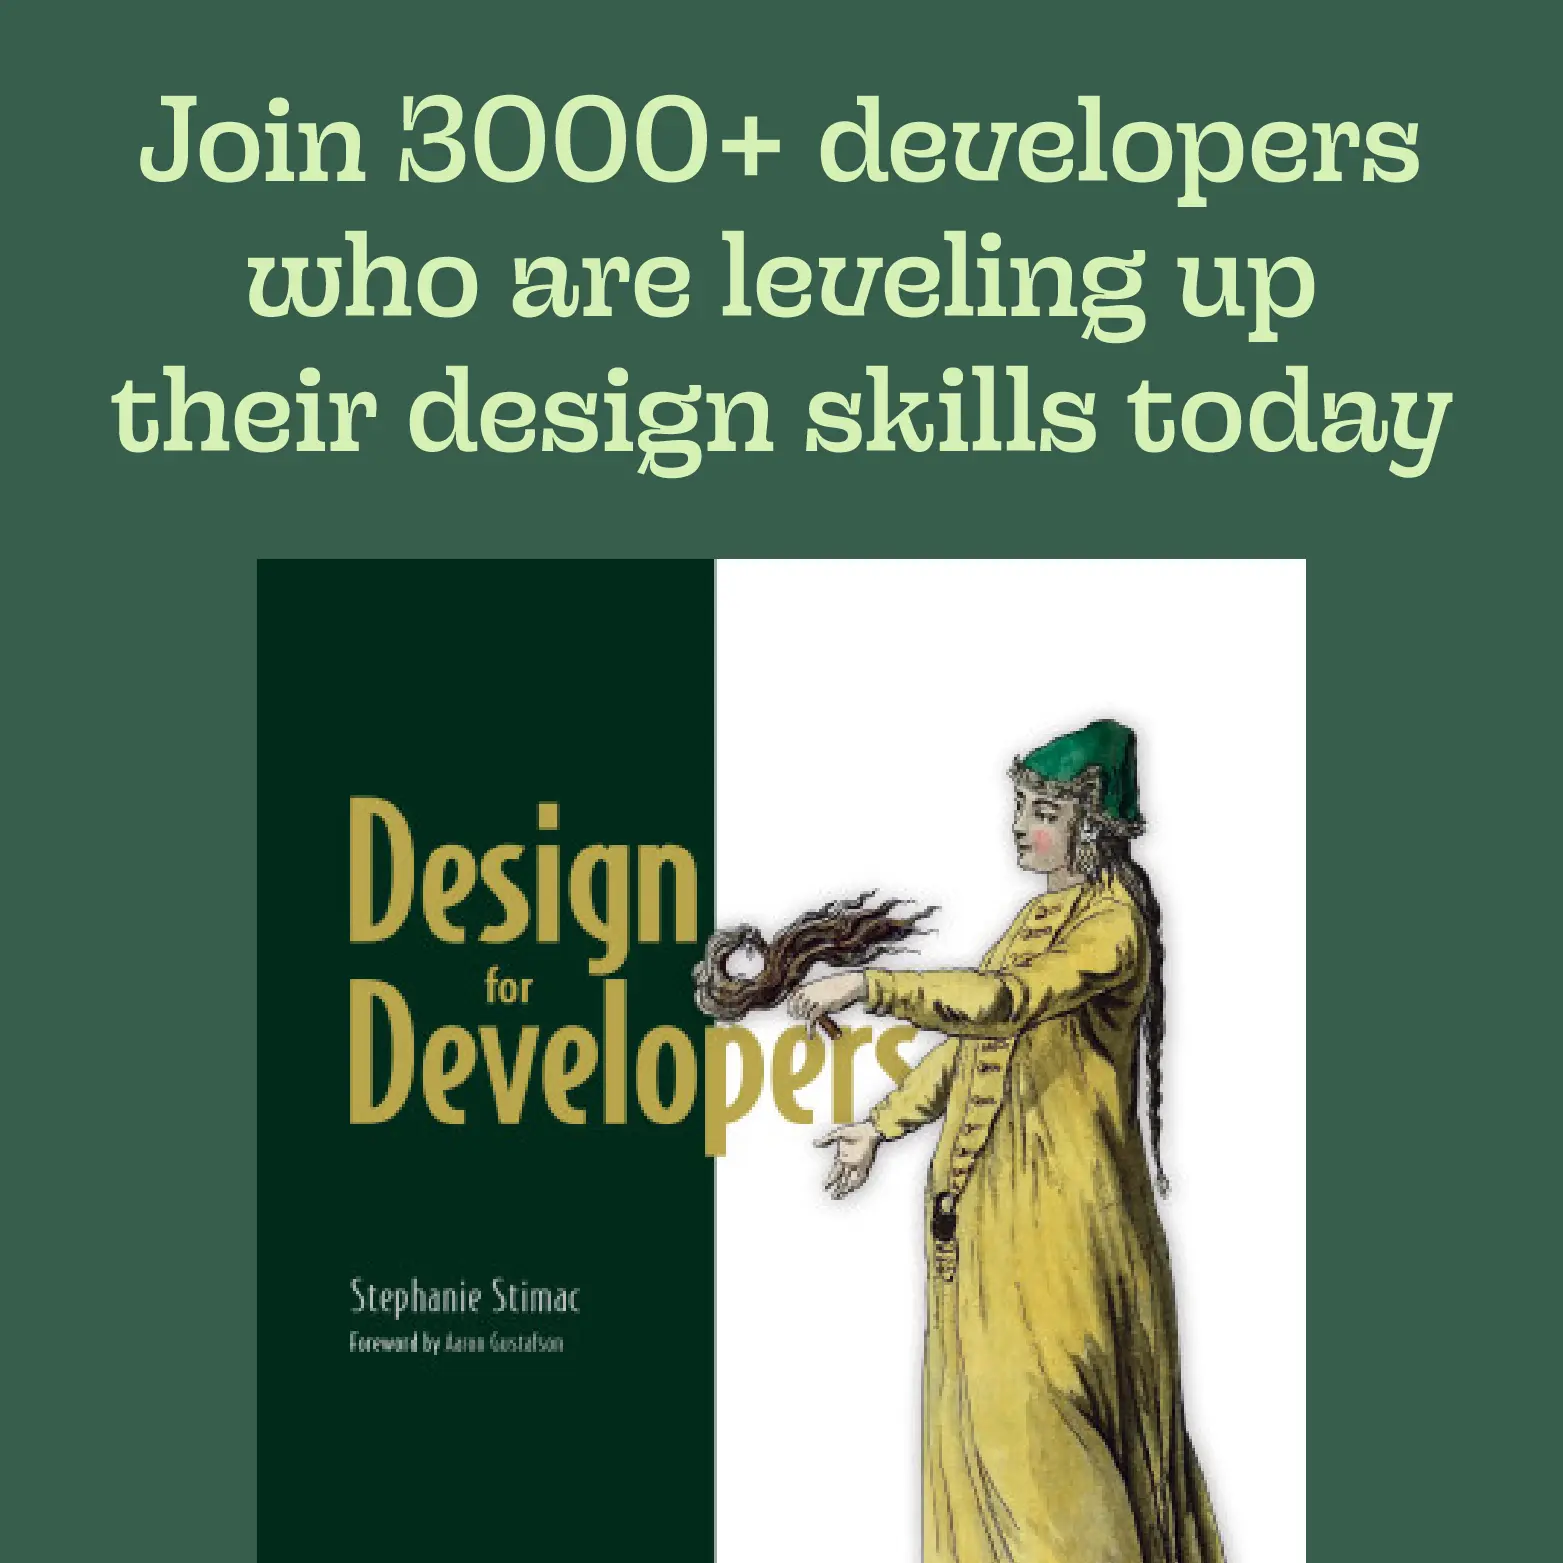 Join 3000+ developers
who are leveling up
their design skills today
Design
for
Developers
Stephanie Stimac
Foreword by Aaron Gustafson